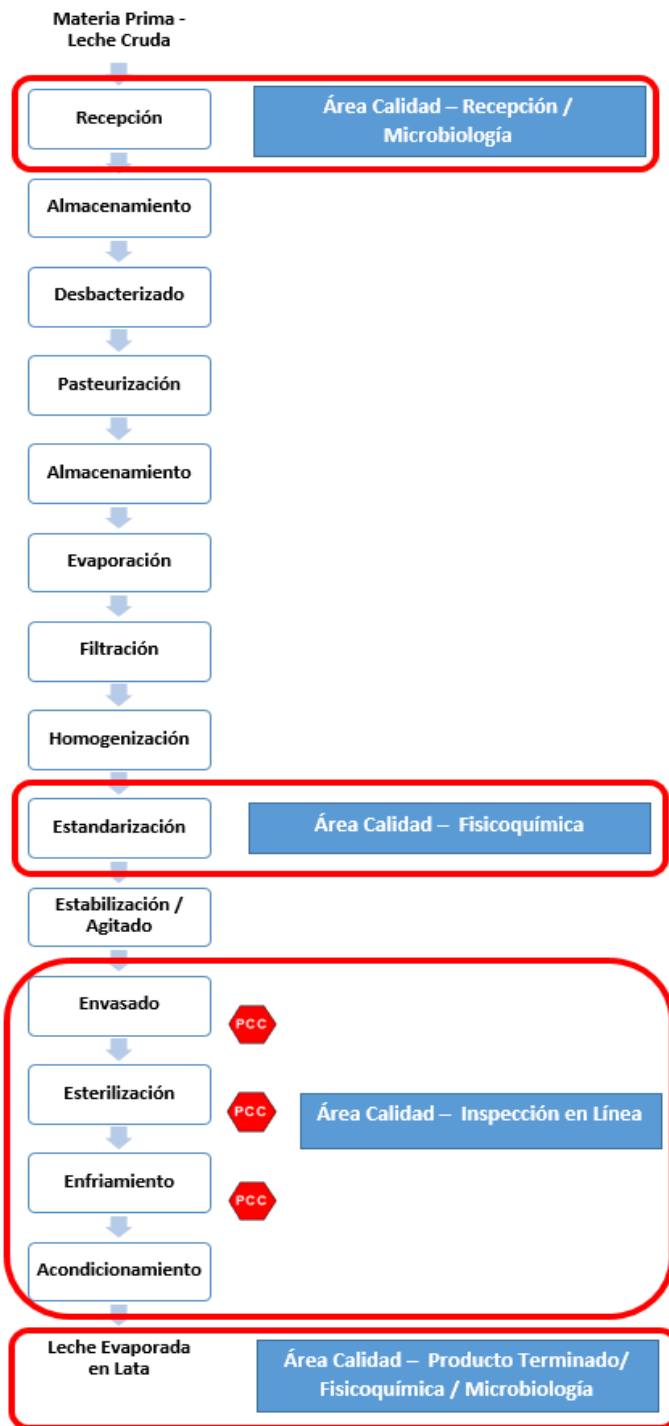 Materia Prima -
Leche Cruda
Recepción
Área Calidad – Recepción /
Microbiología
Almacenamiento
Desbacterizado
Pasteurización
Almacenamiento
Evaporación
Filtración
Homogenización
Estandarización
Área Calidad – Fisicoquímica
Estabilización /
Agitado
Envasado
PCC
Esterilización
PCC
Área Calidad – Inspección en Línea
Enfriamiento
PCC
Acondicionamiento
Leche Evaporada
en Lata
Área Calidad – Producto Terminado/
Fisicoquímica / Microbiología